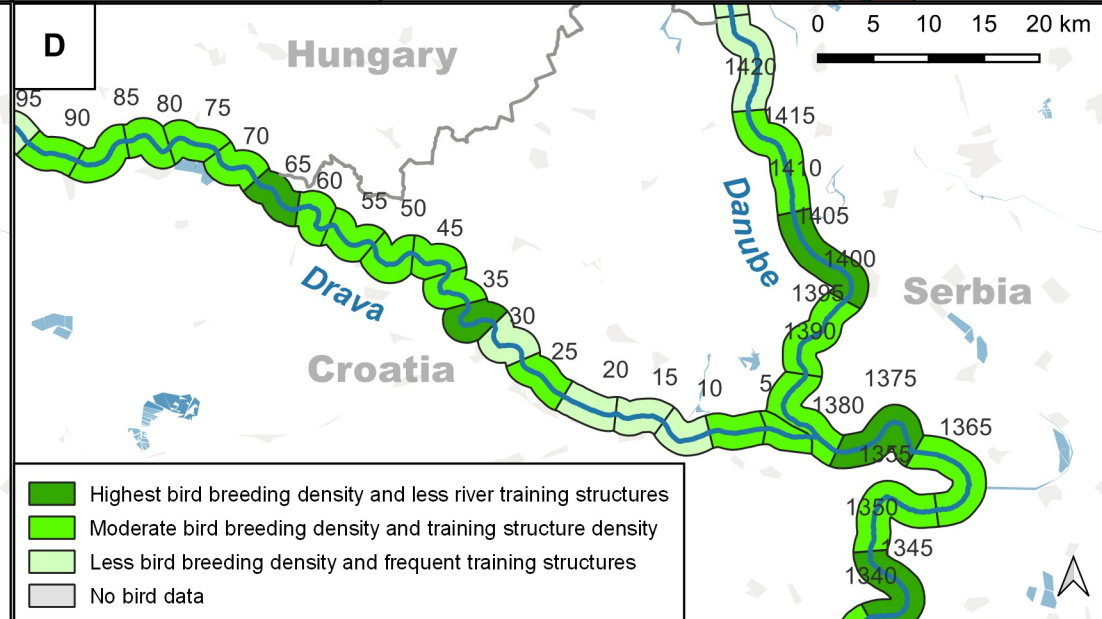 D
Hungary
0 5 10 15 20 km
95
90
85
80
75
70
65
60
55
50
45
35
30
25
20
15
10
5
1420
1415
1410
1405
1400
1395
1390
1380
1375
1365
1355
1350
1345
1340
Danube
Drava
Serbia
Croatia
Highest bird breeding density and less river training structures
Moderate bird breeding density and training structure density
Less bird breeding density and frequent training structures
No bird data